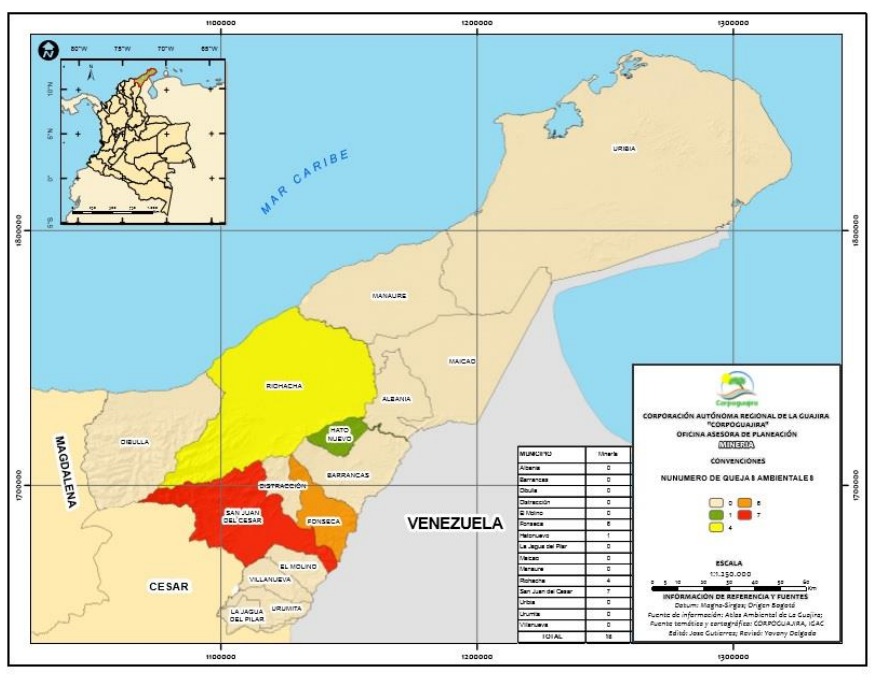 1100000
1200000
1300000
80°W
75°W
70°W
65°W
N
10°N
5°N
0°
5°S
MAR CARIBE
URIBIA
1800000
1800000
MANAURE
MAICAO
RIOHACHA
ALBANIA
DIBULLA
HATO
NUEVO
BARRANCAS
MAGDALENA
DISTRACCIÓN
1700000
1700000
SAN JUAN
DEL CESAR
FONSECA
VENEZUELA
EL MOLINO
CESAR
VILLANUEVA
URUMITA
LA JAGUA
DEL PILAR
MUNICIPIO Minería
Albania 0
Barrancas 0
Dibulla 0
Distracción 0
El Molino 0
Fonseca 6
Hatonuevo 1
La Jagua del Pilar 0
Maicao 0
Manaure 0
Riohacha 4
San Juan del Cesar 7
Uribia 0
Urumita 0
Villanueva 0
TOTAL 18
Corpoguajira
CORPORACIÓN AUTÓNOMA REGIONAL DE LA GUAJIRA
"CORPOGUAJIRA"
OFICINA ASESORA DE PLANEACIÓN
MINERIA
CONVENCIONES
NUNUMERO DE QUEJAS AMBIENTALES
0 6
1 7
4
ESCALA
1:1.250.000
0 5 10 20 30 40 50 60
Km
INFORMACIÓN DE REFERENCIA Y FUENTES
Datum: Magna-Sirgas; Origen Bogotá
Fuente de información: Atlas Ambiental de La Guajira;
Fuente temática y cartográfica: CORPOGUAJIRA, IGAC
Editó: Jose Gutierrez; Revisó: Yovany Delgado
1100000
1200000
1300000